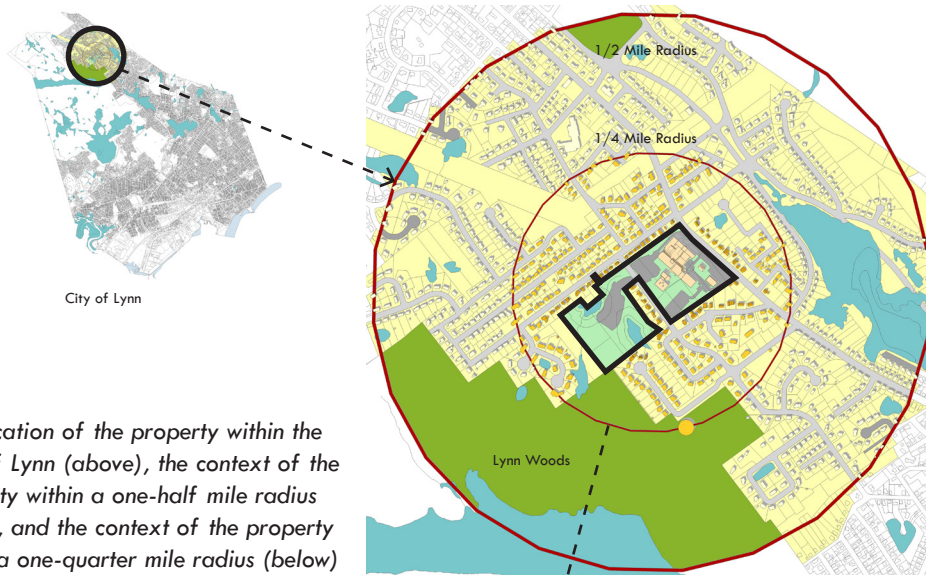 1/2 Mile Radius
1/4 Mile Radius
City of Lynn
Lynn Woods
of the property within the
Lynn (above), the context of the
within a one-half mile radius
and the context of the property
a one-quarter mile radius (below)